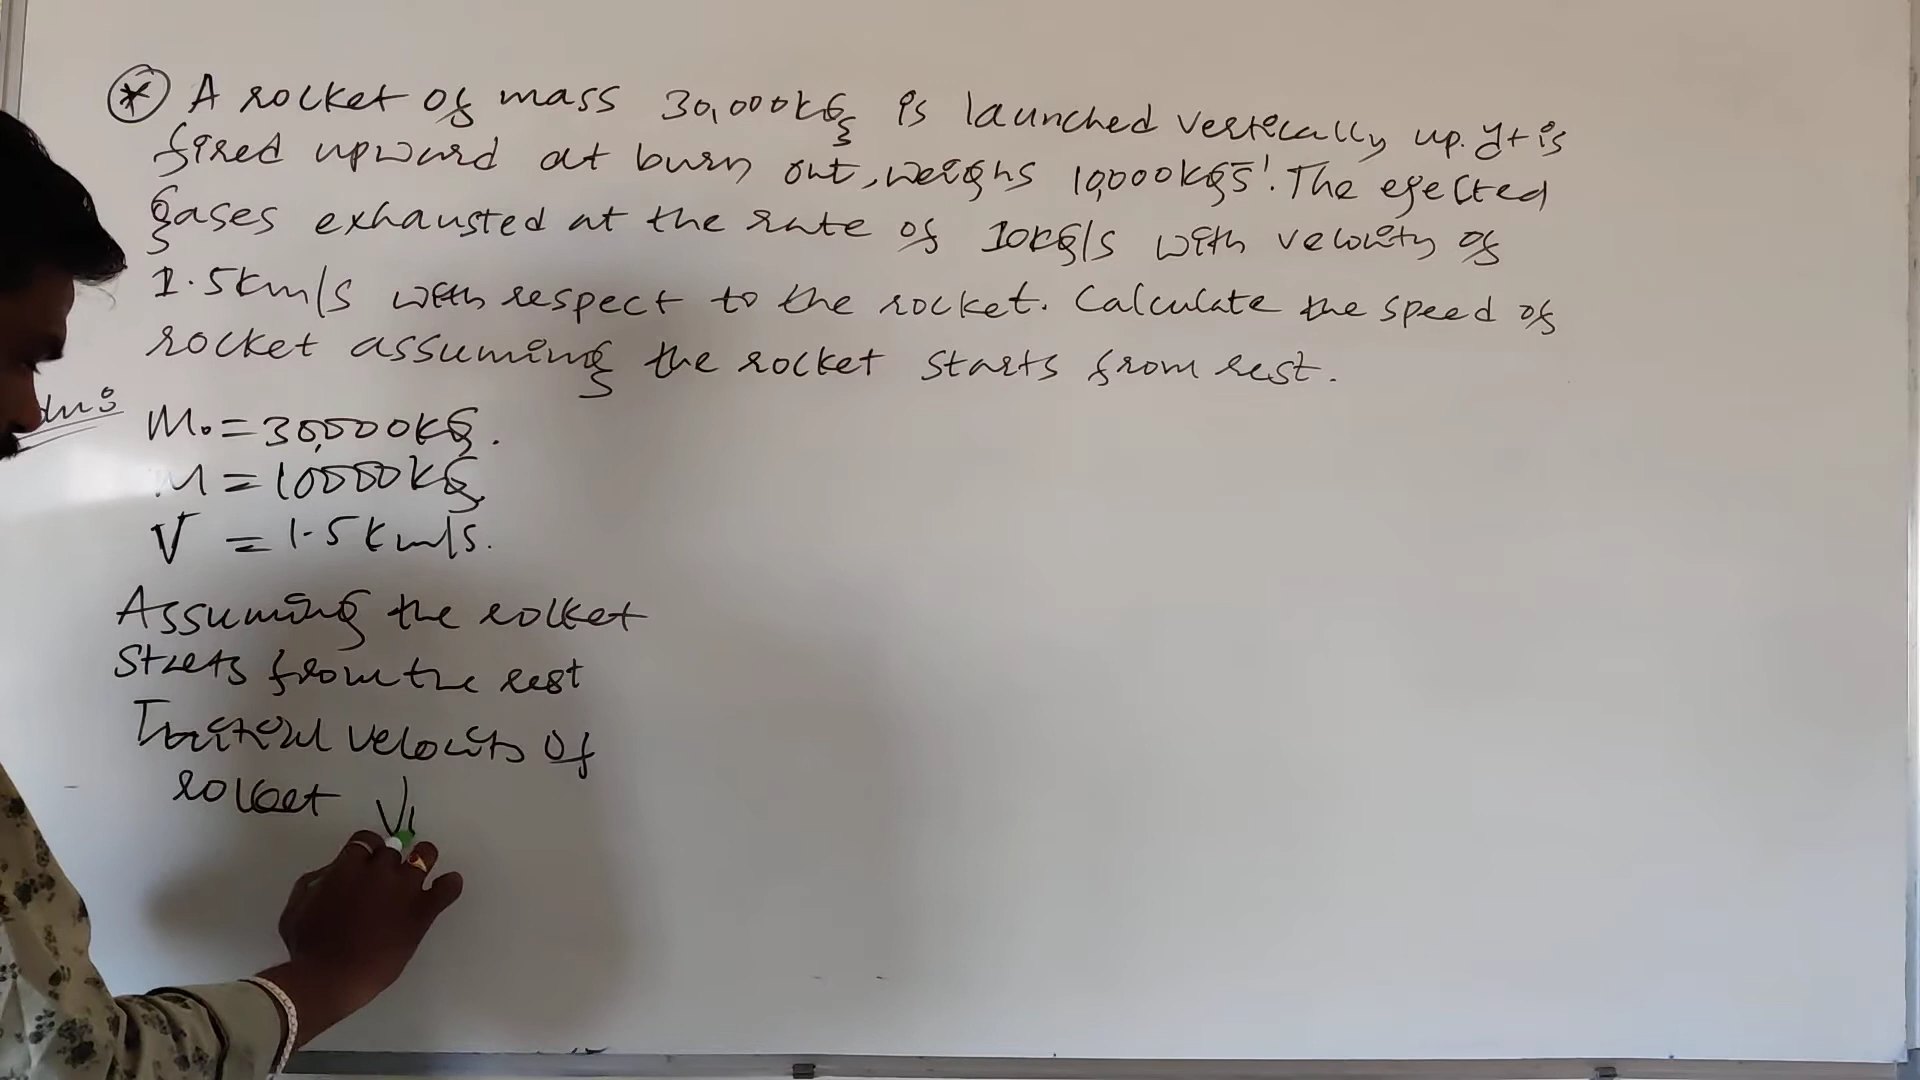 A rocket of mass 30,000kg is launched vertically up. It is
fired upward at burn out, weighs 10,000kgs⁻¹. The ejected
gases exhausted at the rate of 10kg/s with velocity of
1.5km/s with respect to the rocket. Calculate the speed of
rocket assuming the rocket starts from rest.
M₀ = 30,000kg.
M = 10000kg
V = 1.5km/s.
Assuming the rocket
starts from the rest
Initial velocity of
rocket